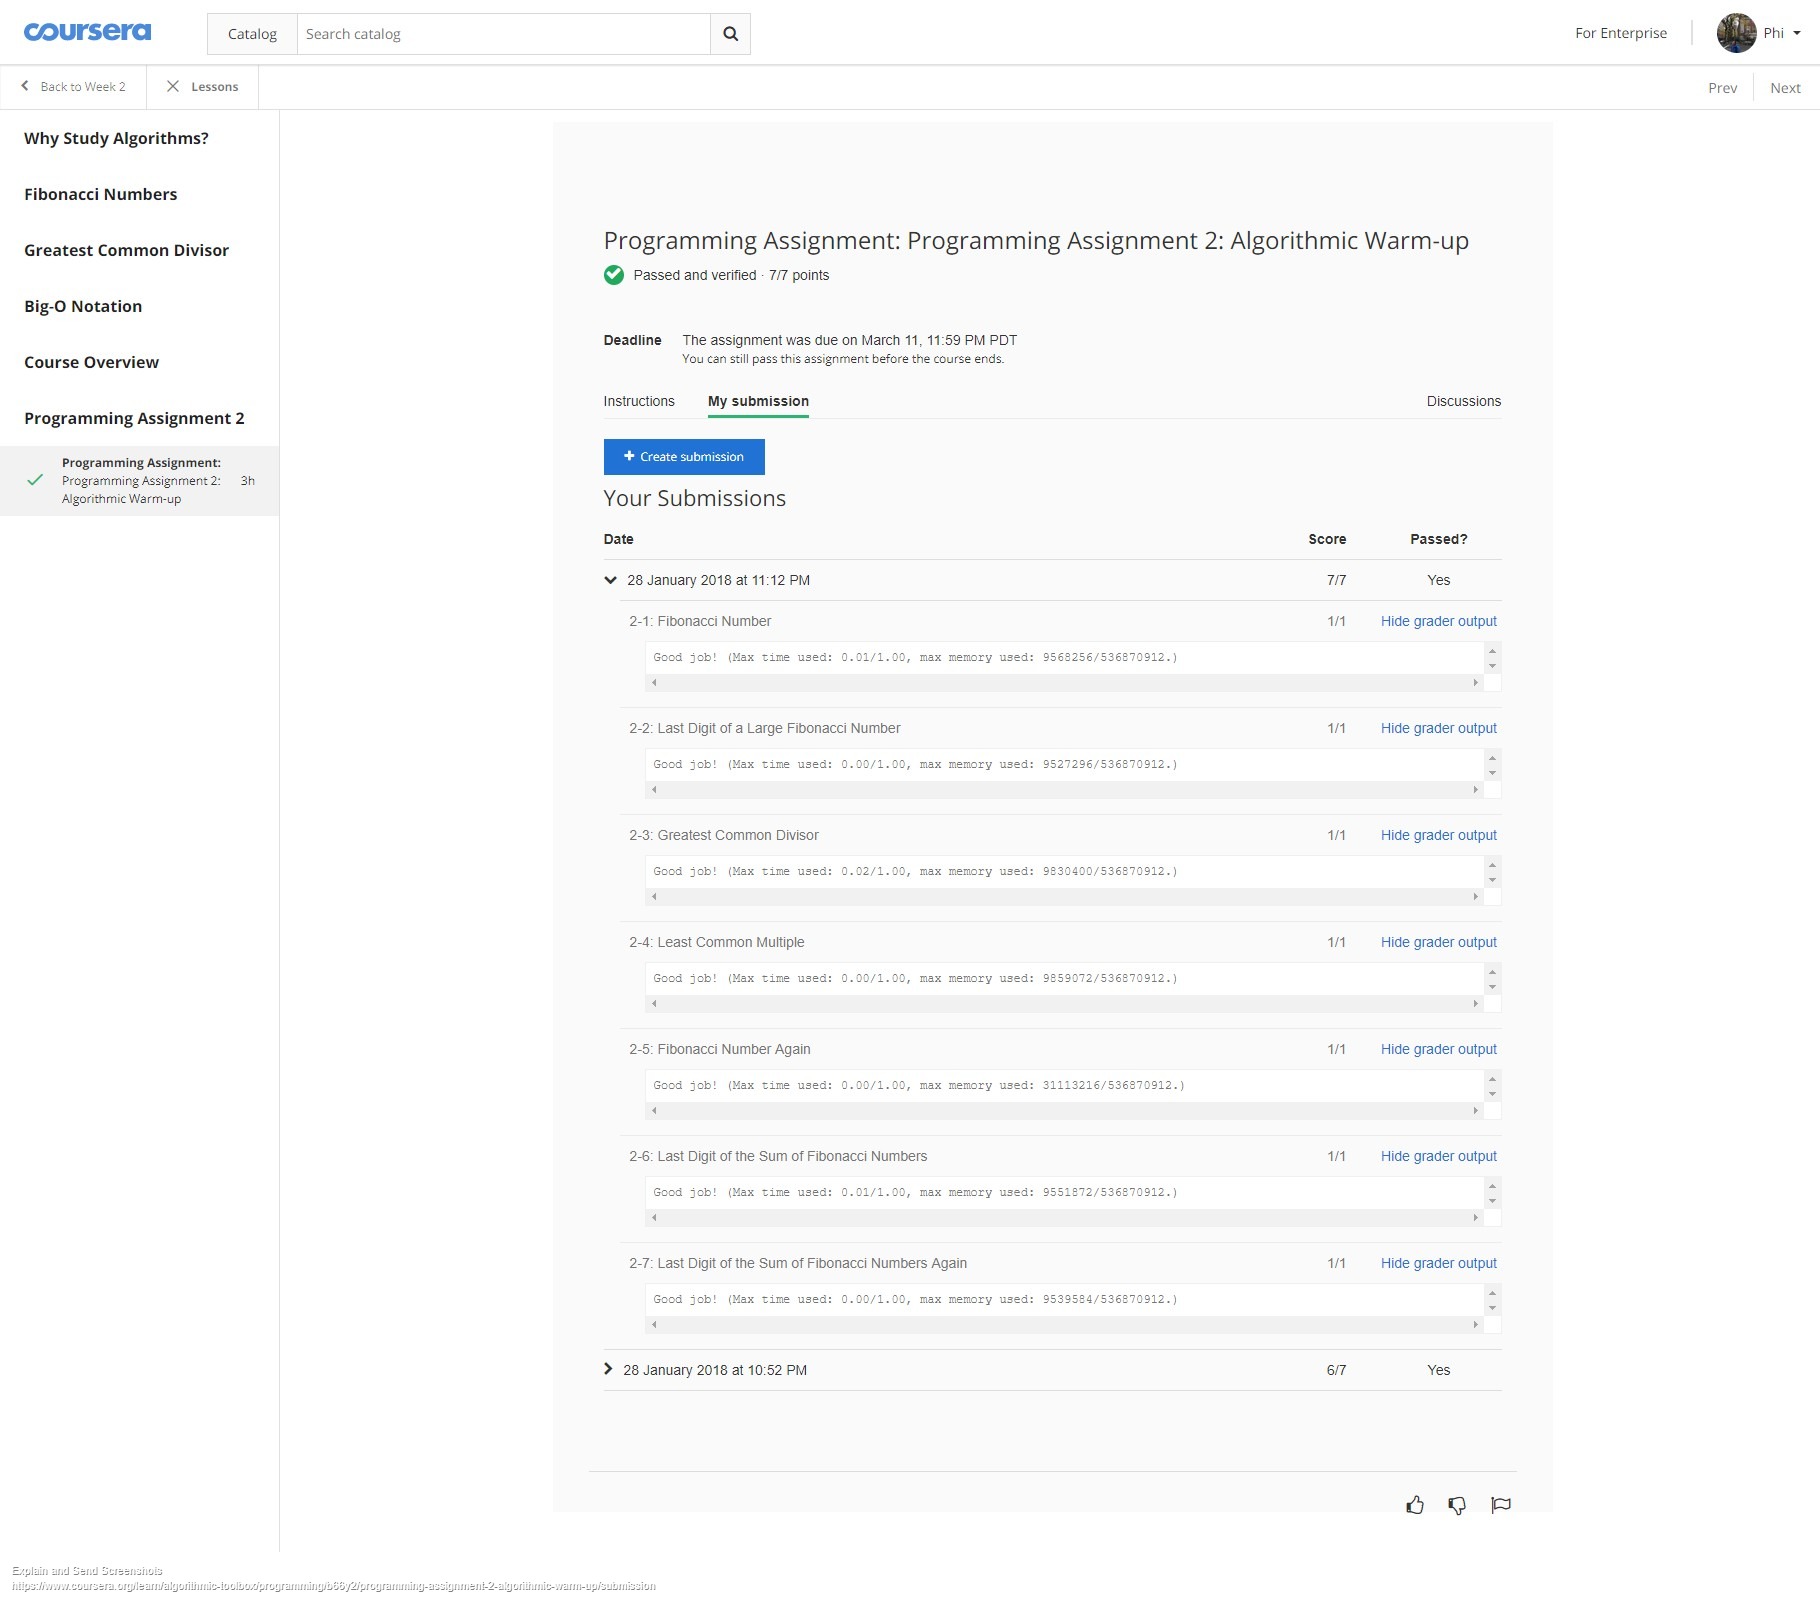 coursera
Catalog
Search catalog
For Enterprise
Phi
Back to Week 2
Lessons
Prev
Next
Why Study Algorithms?
Fibonacci Numbers
Greatest Common Divisor
Big-O Notation
Course Overview
Programming Assignment 2
Programming Assignment:
Programming Assignment 2:
Algorithmic Warm-up
3h
Programming Assignment: Programming Assignment 2: Algorithmic Warm-up
Passed and verified · 7/7 points
Deadline The assignment was due on March 11, 11:59 PM PDT
You can still pass this assignment before the course ends.
Instructions My submission Discussions
+ Create submission
Your Submissions
Date Score Passed?
28 January 2018 at 11:12 PM 7/7 Yes
2-1: Fibonacci Number 1/1 Hide grader output
Good job! (Max time used: 0.01/1.00, max memory used: 9568256/536870912.)
2-2: Last Digit of a Large Fibonacci Number 1/1 Hide grader output
Good job! (Max time used: 0.00/1.00, max memory used: 9527296/536870912.)
2-3: Greatest Common Divisor 1/1 Hide grader output
Good job! (Max time used: 0.02/1.00, max memory used: 9830400/536870912.)
2-4: Least Common Multiple 1/1 Hide grader output
Good job! (Max time used: 0.00/1.00, max memory used: 9859072/536870912.)
2-5: Fibonacci Number Again 1/1 Hide grader output
Good job! (Max time used: 0.00/1.00, max memory used: 31113216/536870912.)
2-6: Last Digit of the Sum of Fibonacci Numbers 1/1 Hide grader output
Good job! (Max time used: 0.01/1.00, max memory used: 9551872/536870912.)
2-7: Last Digit of the Sum of Fibonacci Numbers Again 1/1 Hide grader output
Good job! (Max time used: 0.00/1.00, max memory used: 9539584/536870912.)
28 January 2018 at 10:52 PM 6/7 Yes
Explain and Send Screenshots
https://www.coursera.org/learn/algorithmic-toolbox/programming/b66y2/programming-assignment-2-algorithmic-warm-up/submission